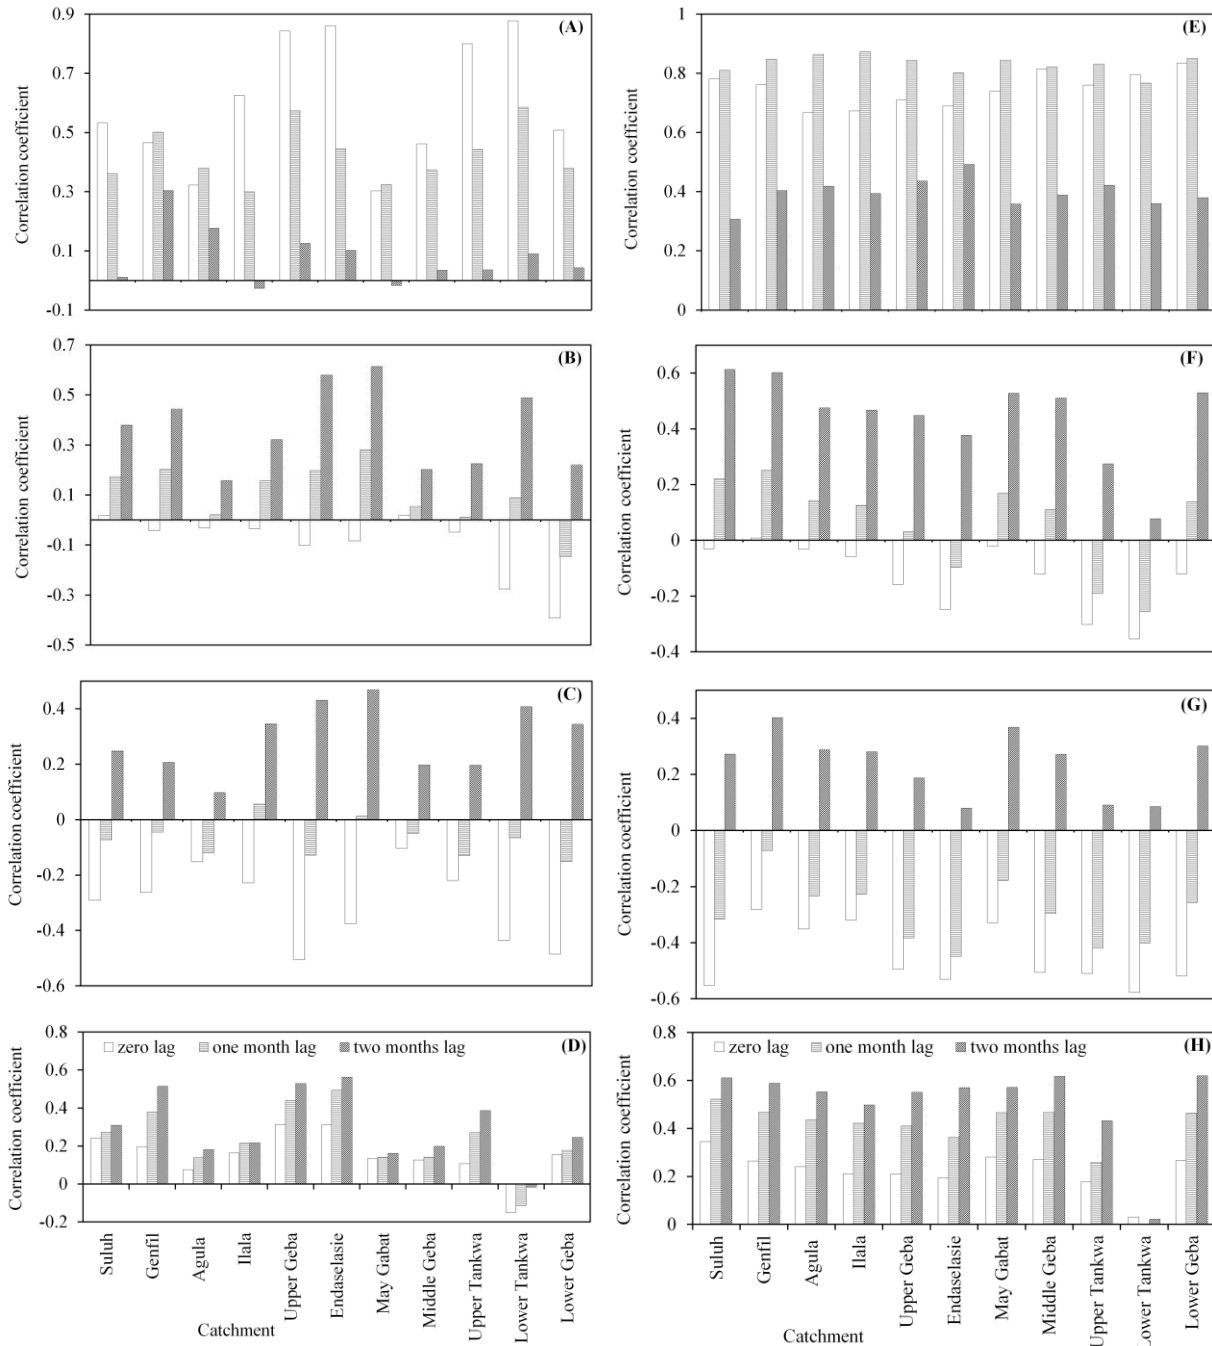 (A)
0.9
0.7
0.5
0.3
0.1
-0.1
Correlation coefficient
(E)
1
0.8
0.6
0.4
0.2
0
Correlation coefficient
(B)
0.7
0.5
0.3
0.1
-0.1
-0.3
-0.5
Correlation coefficient
(F)
0.6
0.4
0.2
0
-0.2
-0.4
Correlation coefficient
(C)
0.4
0.2
0
-0.2
-0.4
-0.6
Correlation coefficient
(G)
0.4
0.2
0
-0.2
-0.4
-0.6
Correlation coefficient
(D)
zero lag one month lag two months lag
0.8
0.6
0.4
0.2
0
-0.2
Correlation coefficient
Suluh
Genfil
Agula
Ilala
Upper Geba
Endaselasie
May Gabat
Middle Geba
Upper Tankwa
Lower Tankwa
Lower Geba
Catchment
(H)
zero lag one month lag two months lag
0.8
0.6
0.4
0.2
0
Correlation coefficient
Suluh
Genfil
Agula
Ilala
Upper Geba
Endaselasie
May Gabat
Middle Geba
Upper Tankwa
Lower Tankwa
Lower Geba
Catchment